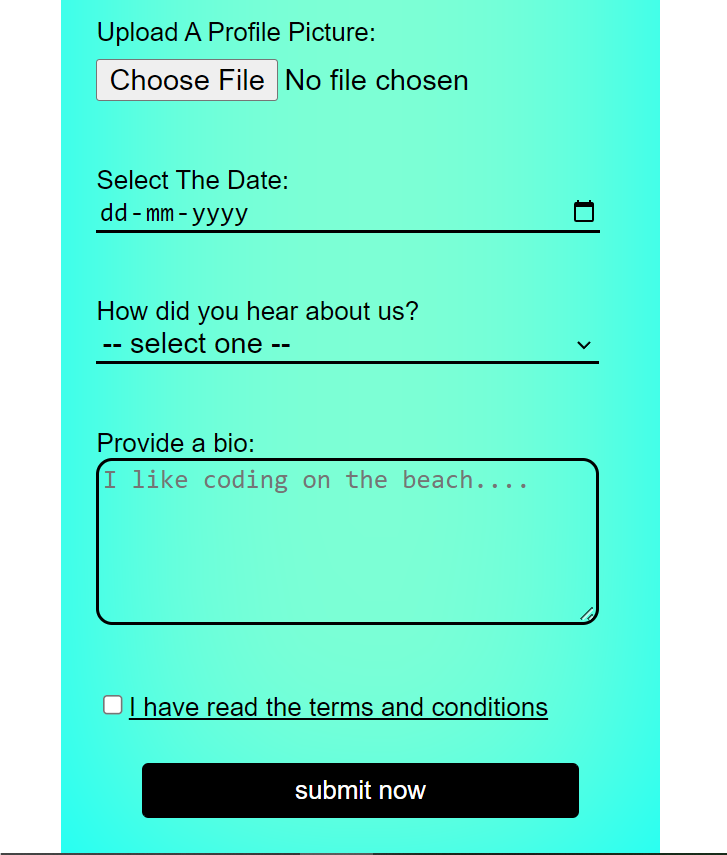 Upload A Profile Picture:
Choose File No file chosen
Select The Date:
dd-mm-yyyy
How did you hear about us?
-- select one --
Provide a bio:
I like coding on the beach....
I have read the terms and conditions
submit now